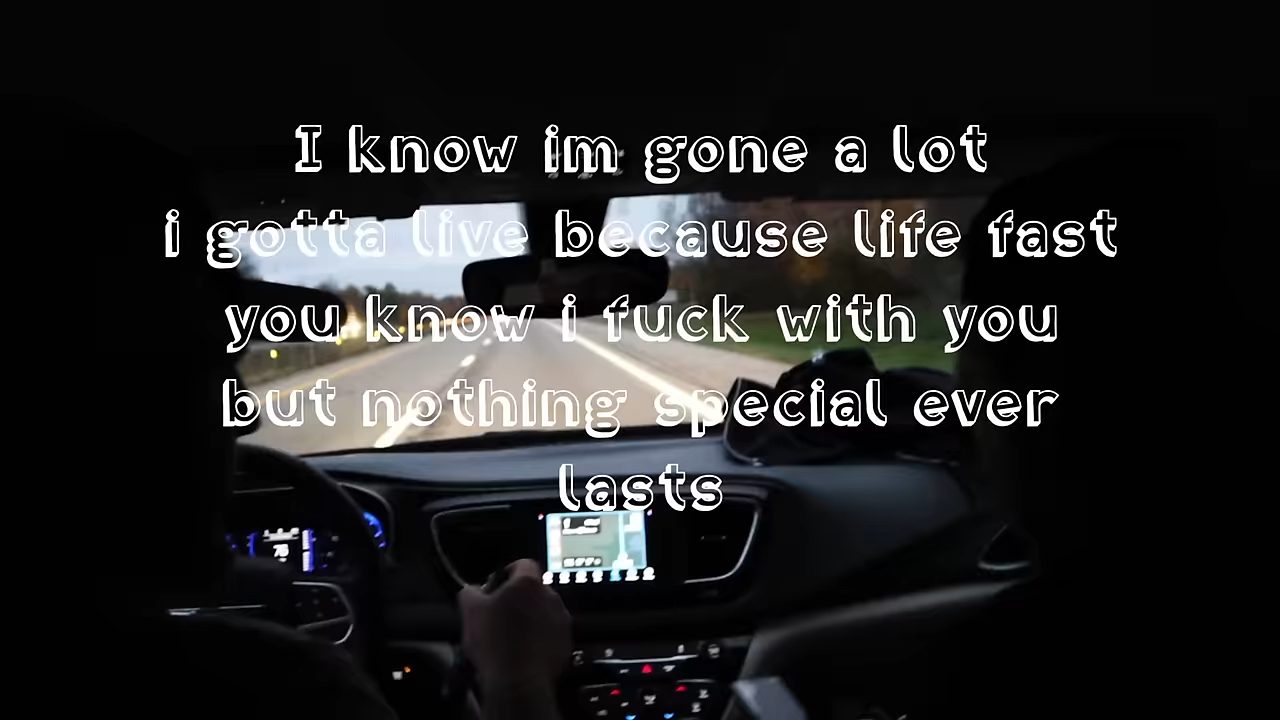 I know im gone a lot
i gotta live because life fast
you know i fuck with you
but nothing special ever
lasts
76